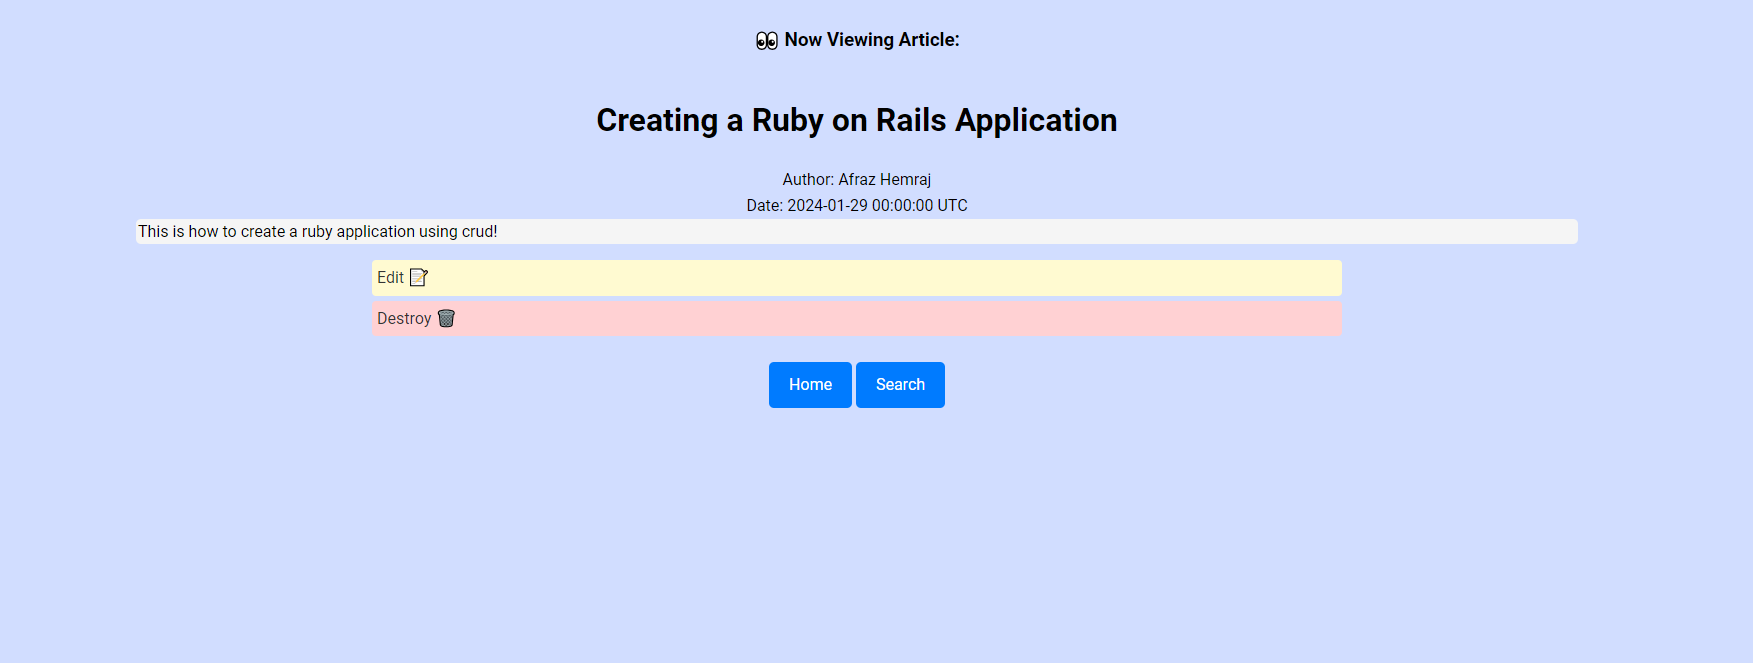 👀 Now Viewing Article:
Creating a Ruby on Rails Application
Author: Afraz Hemraj
Date: 2024-01-29 00:00:00 UTC
This is how to create a ruby application using crud!
Edit 📝
Destroy 🗑️
Home Search